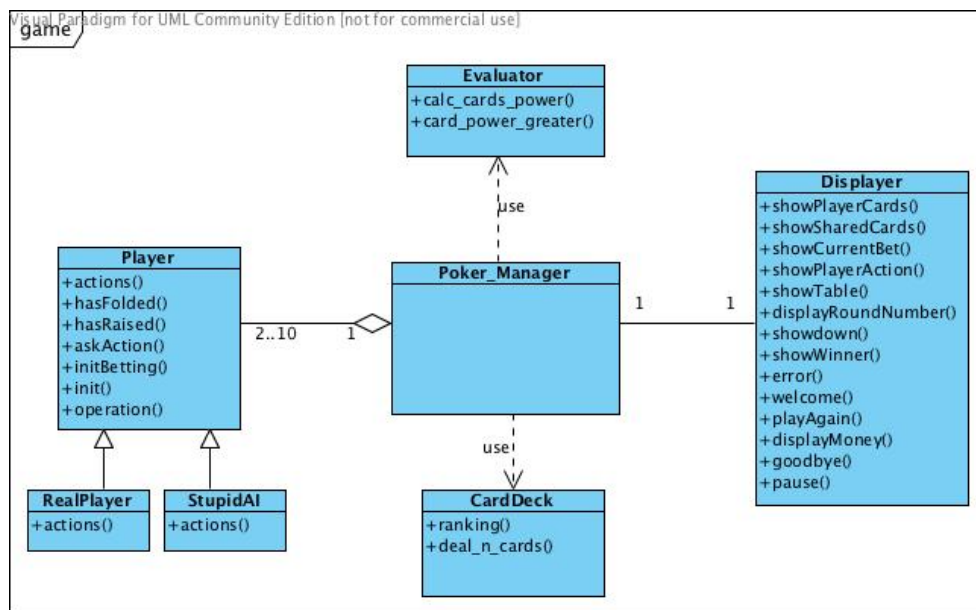 Visual Paradigm for UML Community Edition [not for commercial use]
game
Evaluator
+calc_cards_power()
+card_power_greater()
use
Displayer
+showPlayerCards()
+showSharedCards()
+showCurrentBet()
+showPlayerAction()
+showTable()
+displayRoundNumber()
+showdown()
+showWinner()
+error()
+welcome()
+playAgain()
+displayMoney()
+goodbye()
+pause()
Player
+actions()
+hasFolded()
+hasRaised()
+askAction()
+initBetting()
+init()
+operation()
2..10
1
Poker_Manager
1
1
use
RealPlayer
+actions()
StupidAI
+actions()
CardDeck
+ranking()
+deal_n_cards()